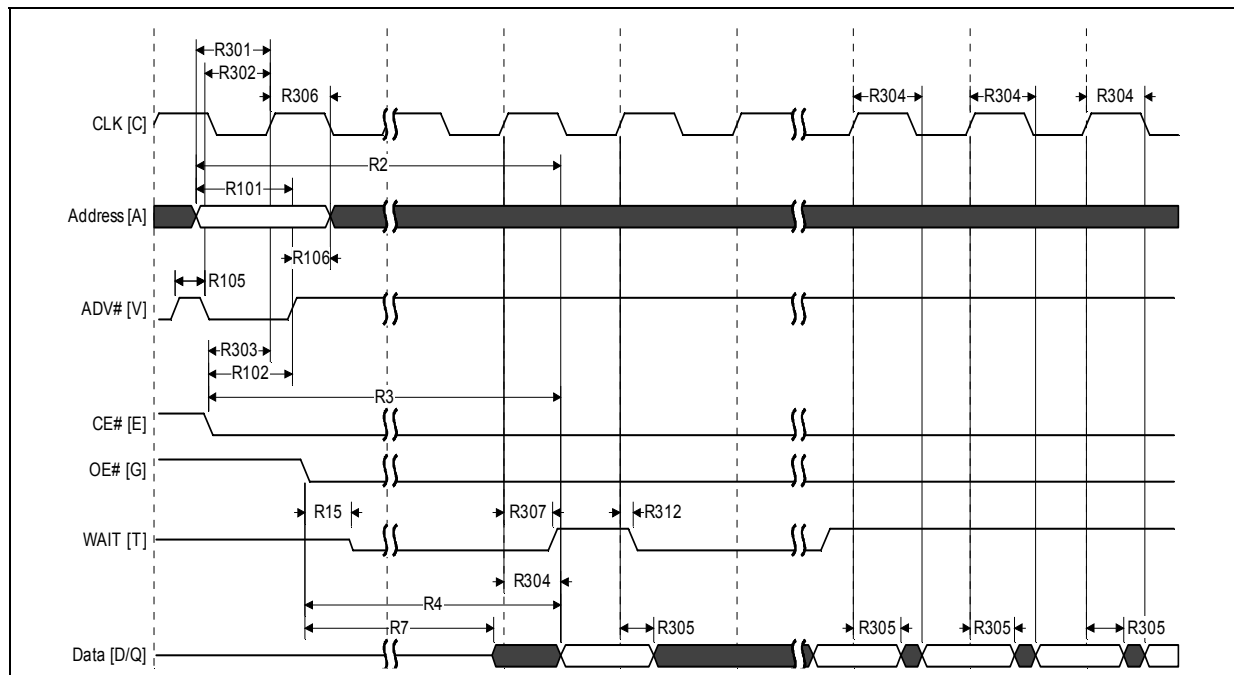 R301
R302
R306 R304 R304 R304
CLK [C]
R2
R101
Address [A]
R106
R105
ADV# [V]
R303
R102
R3
CE# [E]
OE# [G]
R15 R307 R312
WAIT [T]
R304
R4
R7 R305 R305 R305 R305
Data [D/Q]